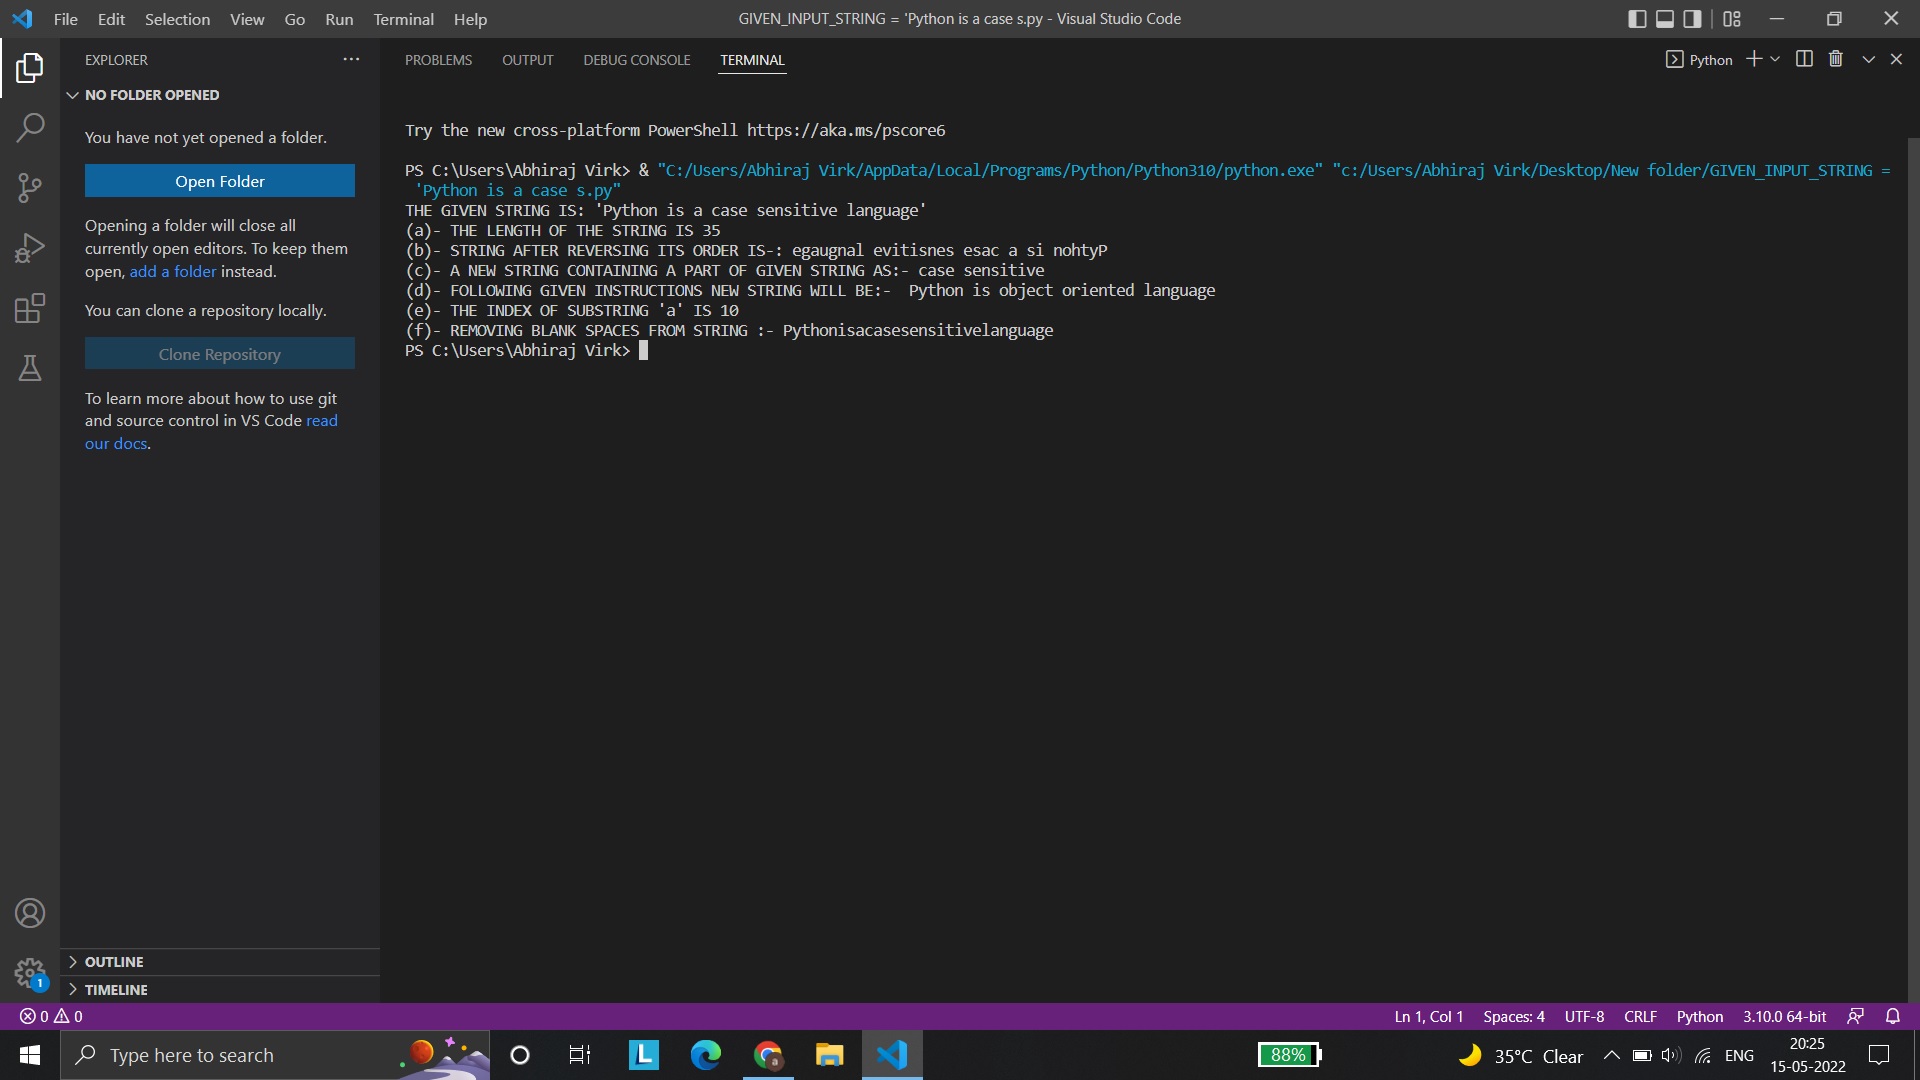 File Edit Selection View Go Run Terminal Help
GIVEN_INPUT_STRING = 'Python is a case s.py - Visual Studio Code
EXPLORER
NO FOLDER OPENED
You have not yet opened a folder.
Open Folder
Opening a folder will close all
currently open editors. To keep them
open, add a folder instead.
You can clone a repository locally.
Clone Repository
To learn more about how to use git
and source control in VS Code read
our docs.
OUTLINE
TIMELINE
1
PROBLEMS OUTPUT DEBUG CONSOLE TERMINAL
Python
Try the new cross-platform PowerShell https://aka.ms/pscore6
PS C:\Users\Abhiraj Virk> & "C:/Users/Abhiraj Virk/AppData/Local/Programs/Python/Python310/python.exe" "c:/Users/Abhiraj Virk/Desktop/New folder/GIVEN_INPUT_STRING =
'Python is a case s.py"
THE GIVEN STRING IS: 'Python is a case sensitive language'
(a)- THE LENGTH OF THE STRING IS 35
(b)- STRING AFTER REVERSING ITS ORDER IS-: egaugnal evitisnes esac a si nohtyP
(c)- A NEW STRING CONTAINING A PART OF GIVEN STRING AS:- case sensitive
(d)- FOLLOWING GIVEN INSTRUCTIONS NEW STRING WILL BE:-  Python is object oriented language
(e)- THE INDEX OF SUBSTRING 'a' IS 10
(f)- REMOVING BLANK SPACES FROM STRING :- Pythonisacasesensitivelanguage
PS C:\Users\Abhiraj Virk>
0 0
Ln 1, Col 1 Spaces: 4 UTF-8 CRLF Python 3.10.0 64-bit
Type here to search
L
a
88%
35°C Clear
ENG
20:25
15-05-2022